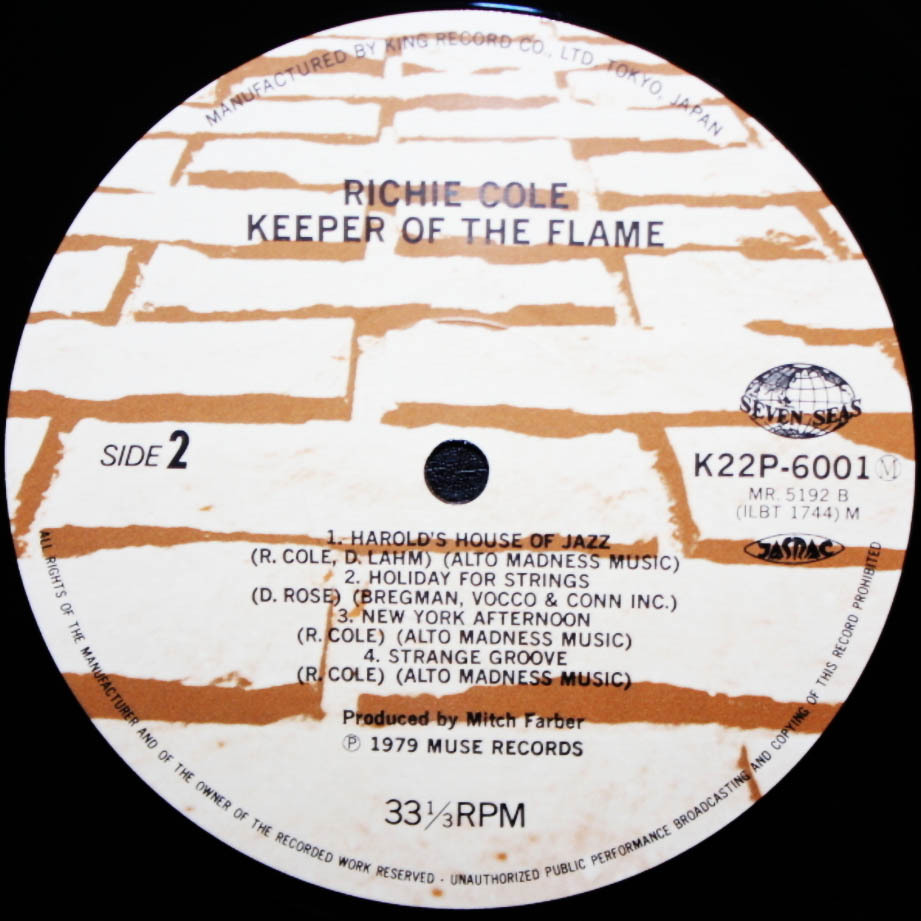 MANUFACTURED BY KING RECORD CO., LTD. TOKYO, JAPAN
RICHIE COLE
KEEPER OF THE FLAME
SEVEN SEAS
SIDE 2
K22P-6001 Ⓜ
MR. 5192 B
(ILBT 1744) M
JASRAC
1. HAROLD'S HOUSE OF JAZZ
(R. COLE, D. LAHM) (ALTO MADNESS MUSIC)
2. HOLIDAY FOR STRINGS
(D. ROSE) (BREGMAN, VOCCO & CONN INC.)
3. NEW YORK AFTERNOON
(R. COLE) (ALTO MADNESS MUSIC)
4. STRANGE GROOVE
(R. COLE) (ALTO MADNESS MUSIC)
Produced by Mitch Farber
Ⓟ 1979 MUSE RECORDS
33⅓RPM
ALL RIGHTS OF THE MANUFACTURER AND OF THE OWNER OF THE RECORDED WORK RESERVED · UNAUTHORIZED PUBLIC PERFORMANCE BROADCASTING AND COPYING OF THIS RECORD PROHIBITED